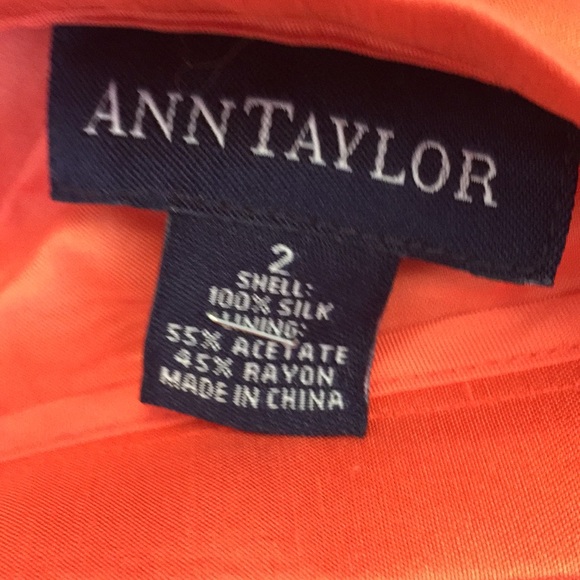 ANNTAYLOR
2
SHELL:
100% SILK
LINING:
55% ACETATE
45% RAYON
MADE IN CHINA